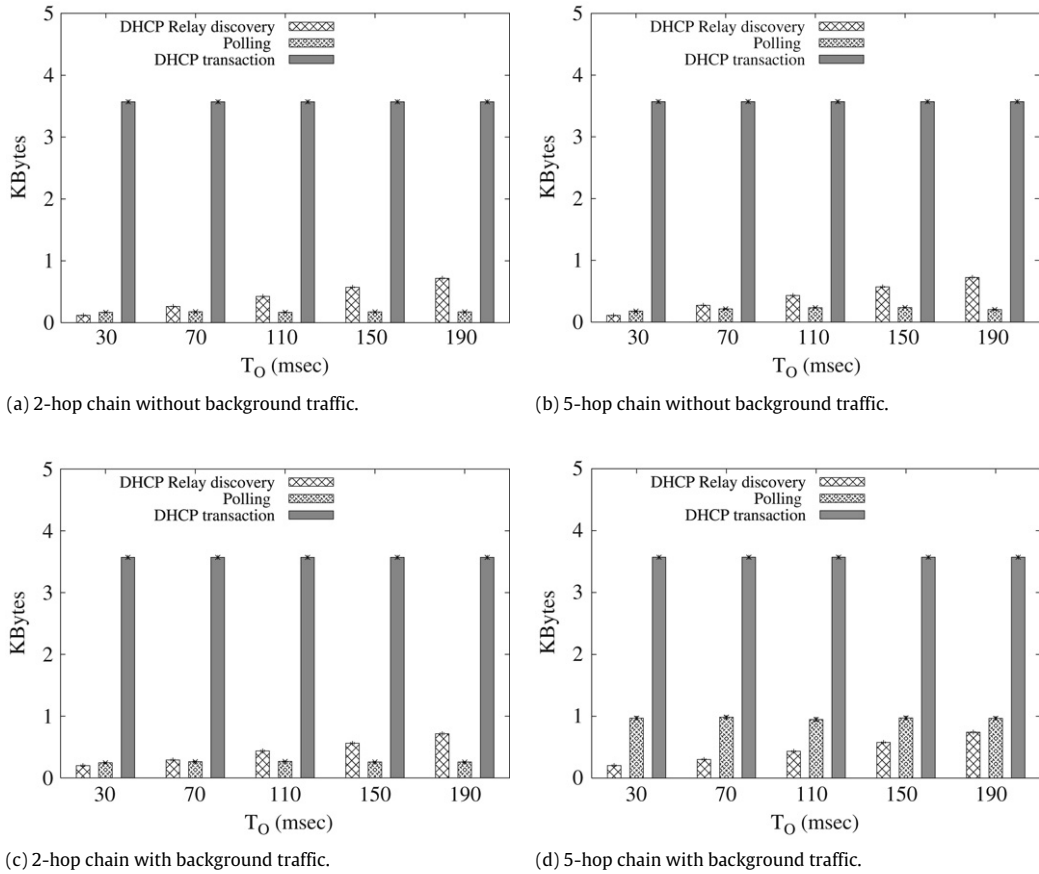 5
DHCP Relay discovery
Polling
4
DHCP transaction
KBytes
3
2
1
0
30 70 110 150 190
T_O (msec)
(a) 2-hop chain without background traffic.
5
DHCP Relay discovery
Polling
4
DHCP transaction
KBytes
3
2
1
0
30 70 110 150 190
T_O (msec)
(b) 5-hop chain without background traffic.
5
DHCP Relay discovery
Polling
DHCP transaction
4
KBytes
3
2
1
0
30 70 110 150 190
T_O (msec)
(c) 2-hop chain with background traffic.
5
DHCP Relay discovery
Polling
DHCP transaction
4
KBytes
3
2
1
0
30 70 110 150 190
T_O (msec)
(d) 5-hop chain with background traffic.